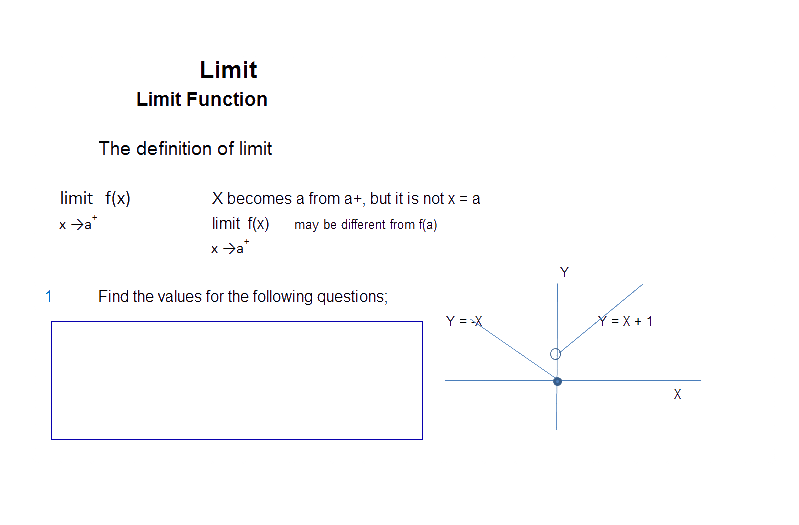 Limit
Limit Function
The definition of limit
limit f(x) X becomes a from a+, but it is not x = a
x →a+ limit f(x) may be different from f(a)
x →a+
Y
1 Find the values for the following questions;
Y = -X Y = X + 1
X